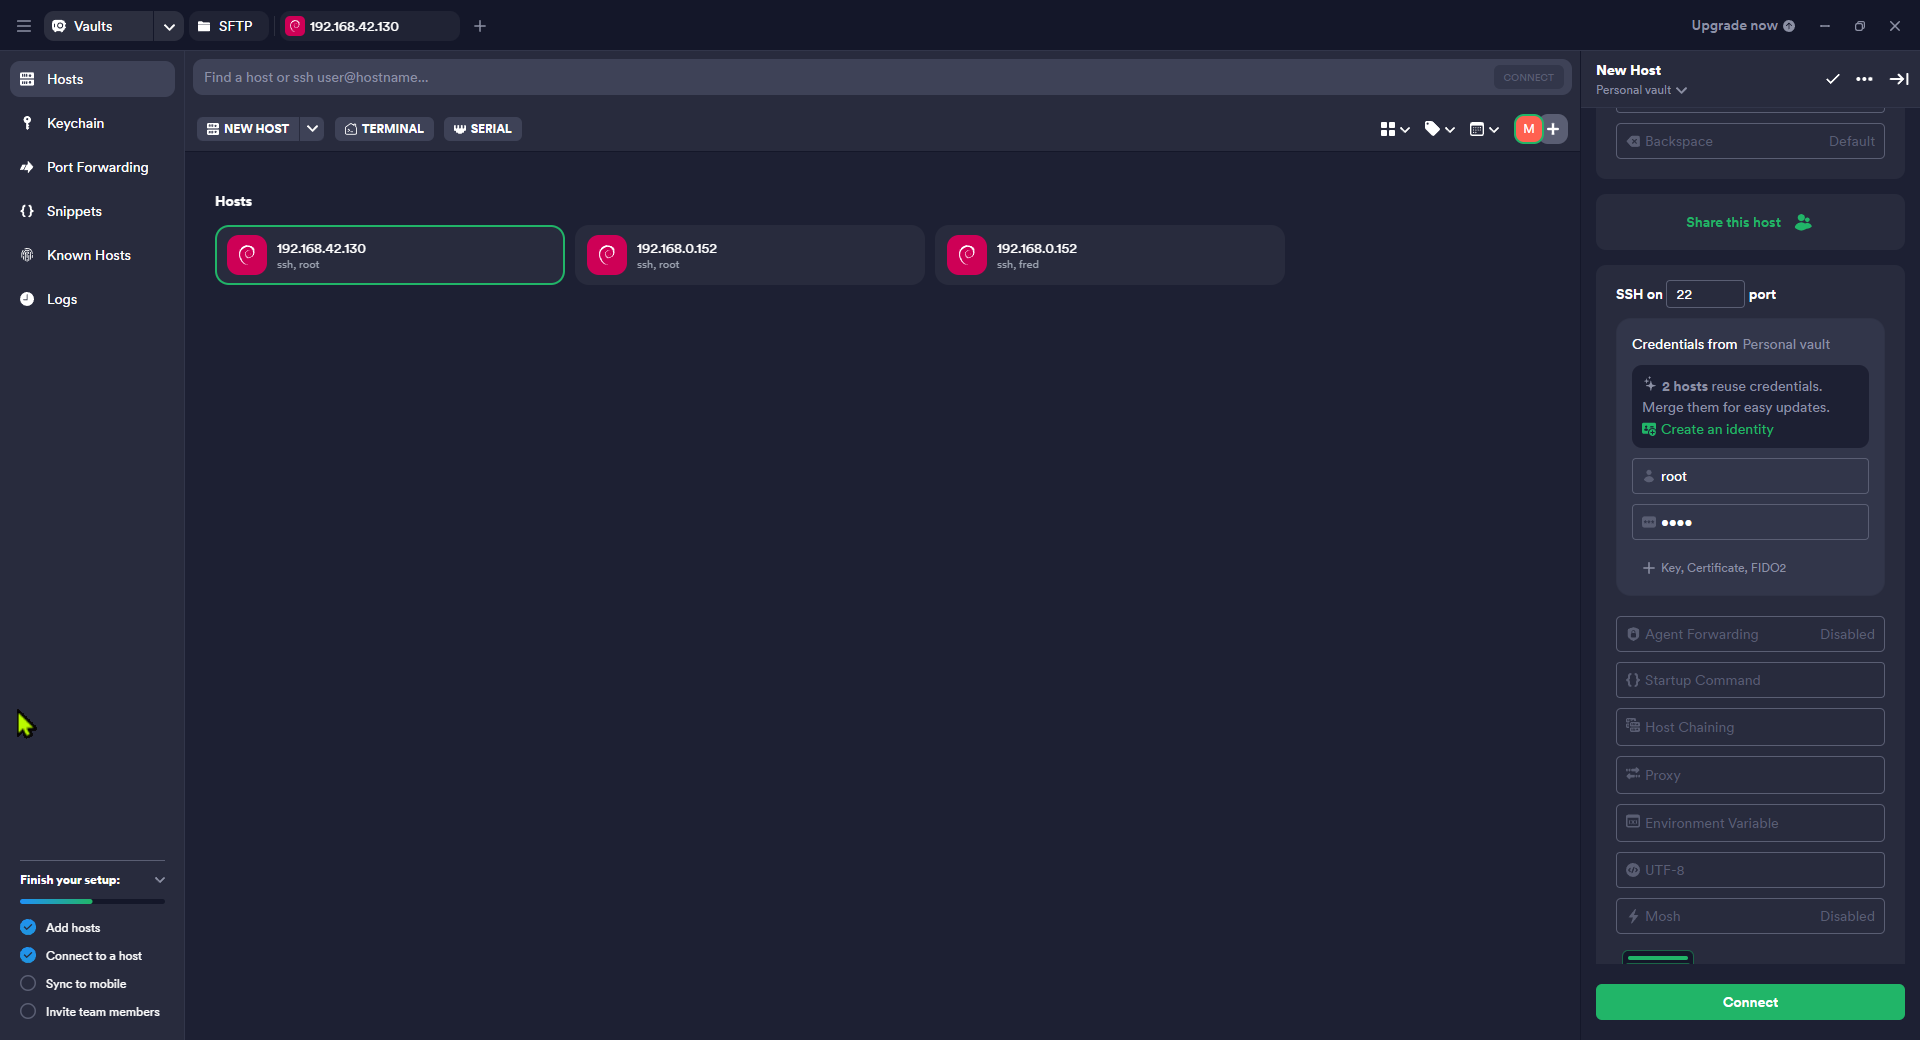 Vaults
SFTP
192.168.42.130
Upgrade now
Hosts
Keychain
Port Forwarding
Snippets
Known Hosts
Logs
Finish your setup:
Add hosts
Connect to a host
Sync to mobile
Invite team members
Find a host or ssh user@hostname...
CONNECT
NEW HOST
TERMINAL
SERIAL
M
Hosts
192.168.42.130
ssh, root
192.168.0.152
ssh, root
192.168.0.152
ssh, fred
New Host
Personal vault
Backspace Default
Share this host
SSH on 22 port
Credentials from Personal vault
2 hosts reuse credentials.
Merge them for easy updates.
Create an identity
root
••••
Key, Certificate, FIDO2
Agent Forwarding Disabled
Startup Command
Host Chaining
Proxy
Environment Variable
UTF-8
Mosh Disabled
Connect